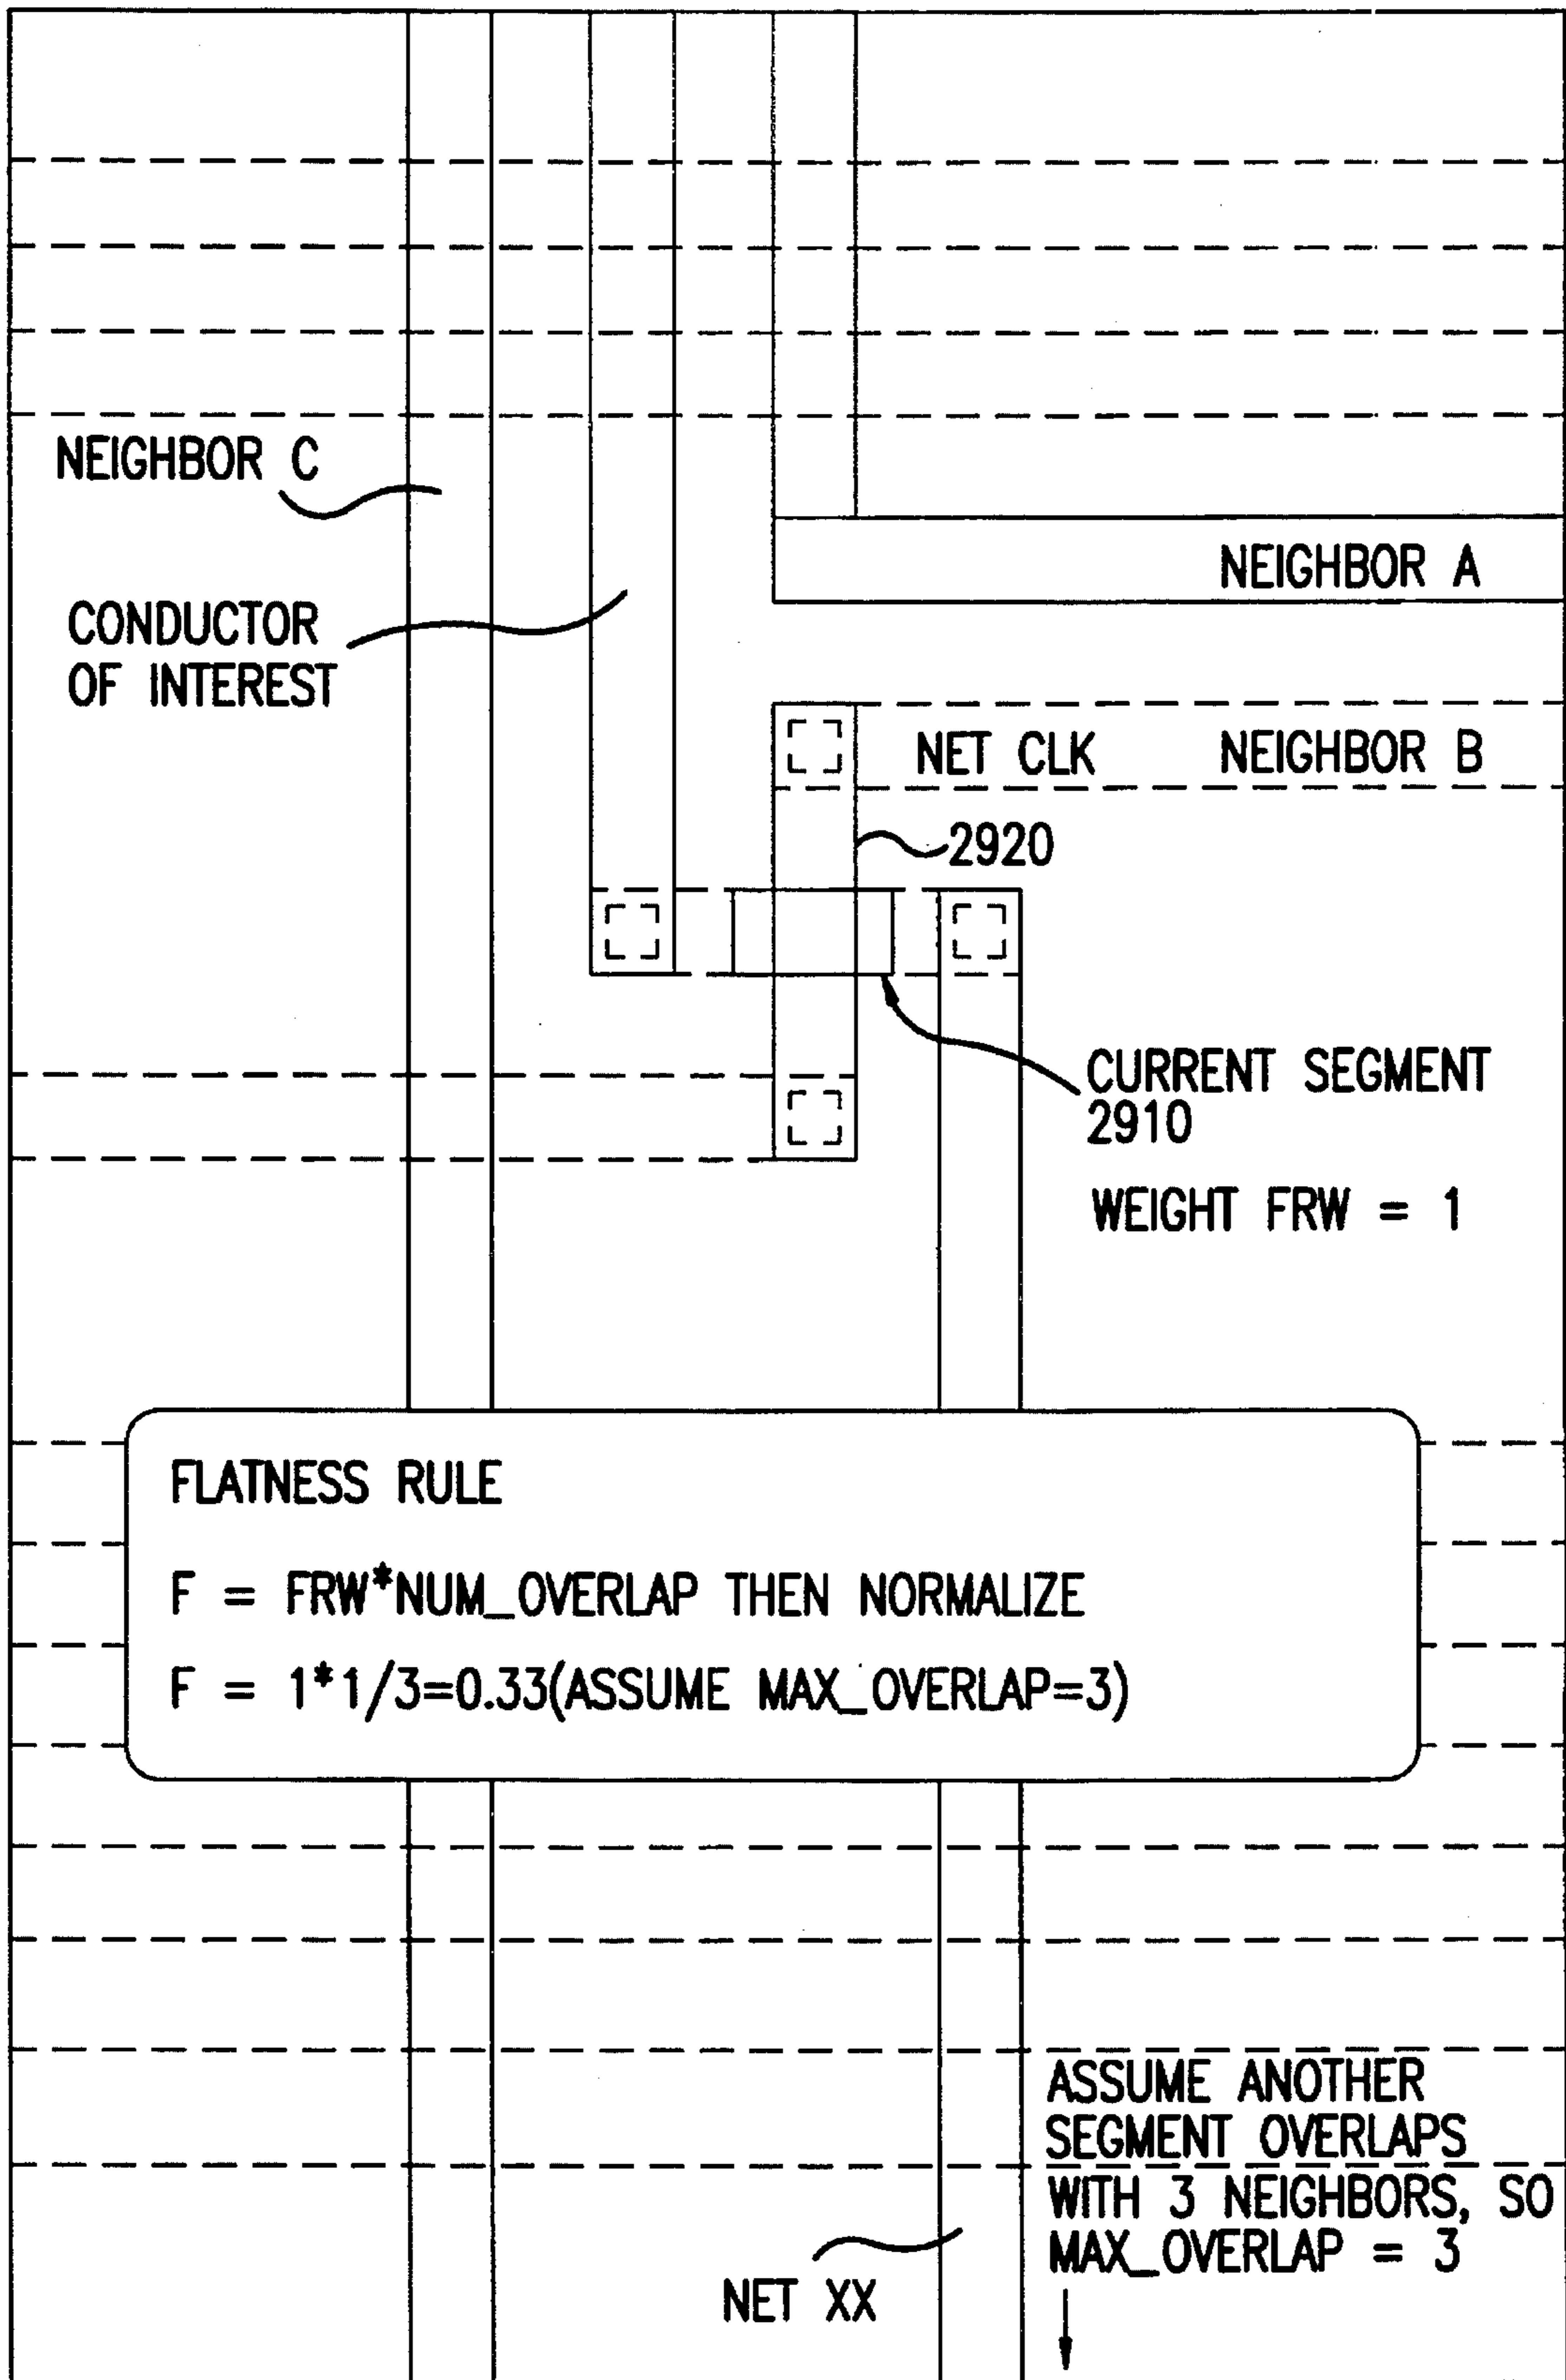 NEIGHBOR C
NEIGHBOR A
CONDUCTOR
OF INTEREST
NET CLK NEIGHBOR B
2920
CURRENT SEGMENT
2910
WEIGHT FRW = 1
FLATNESS RULE
F = FRW*NUM_OVERLAP THEN NORMALIZE
F = 1*1/3=0.33(ASSUME MAX_OVERLAP=3)
ASSUME ANOTHER
SEGMENT OVERLAPS
WITH 3 NEIGHBORS, SO
MAX_OVERLAP = 3
NET XX